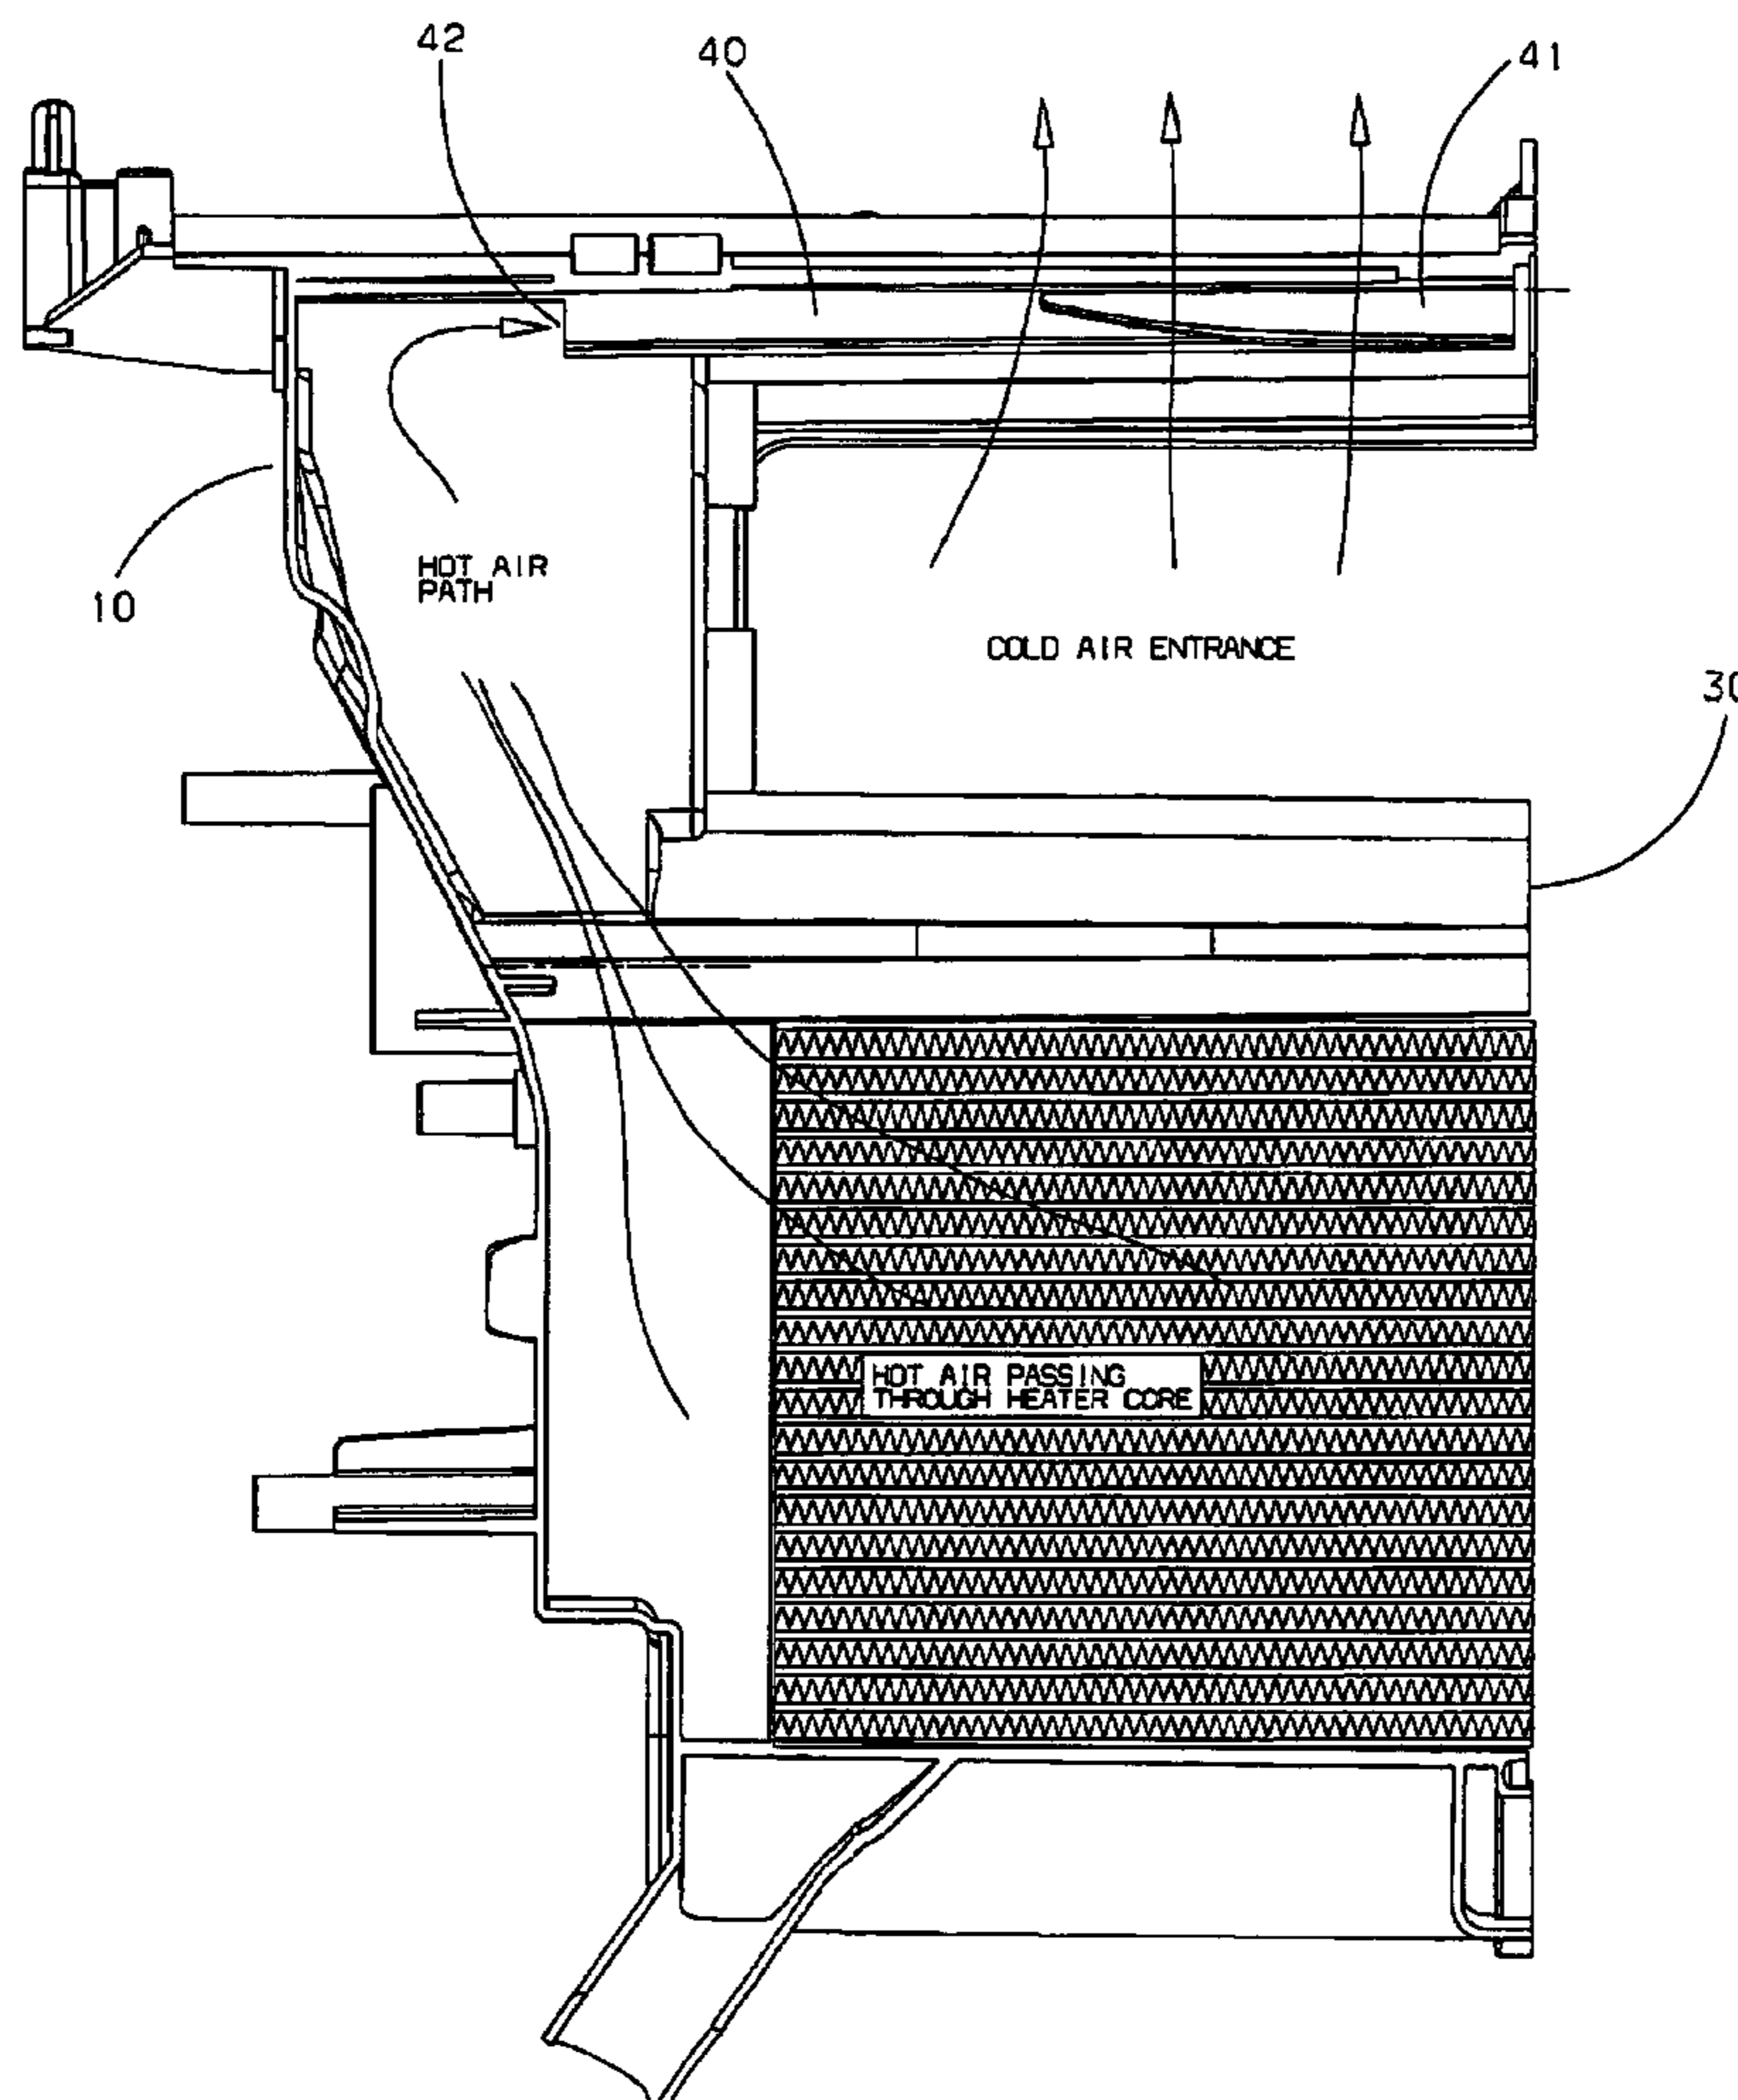 42
40
41
10
HOT AIR
PATH
COLD AIR ENTRANCE
30
HOT AIR PASSING
THROUGH HEATER CORE